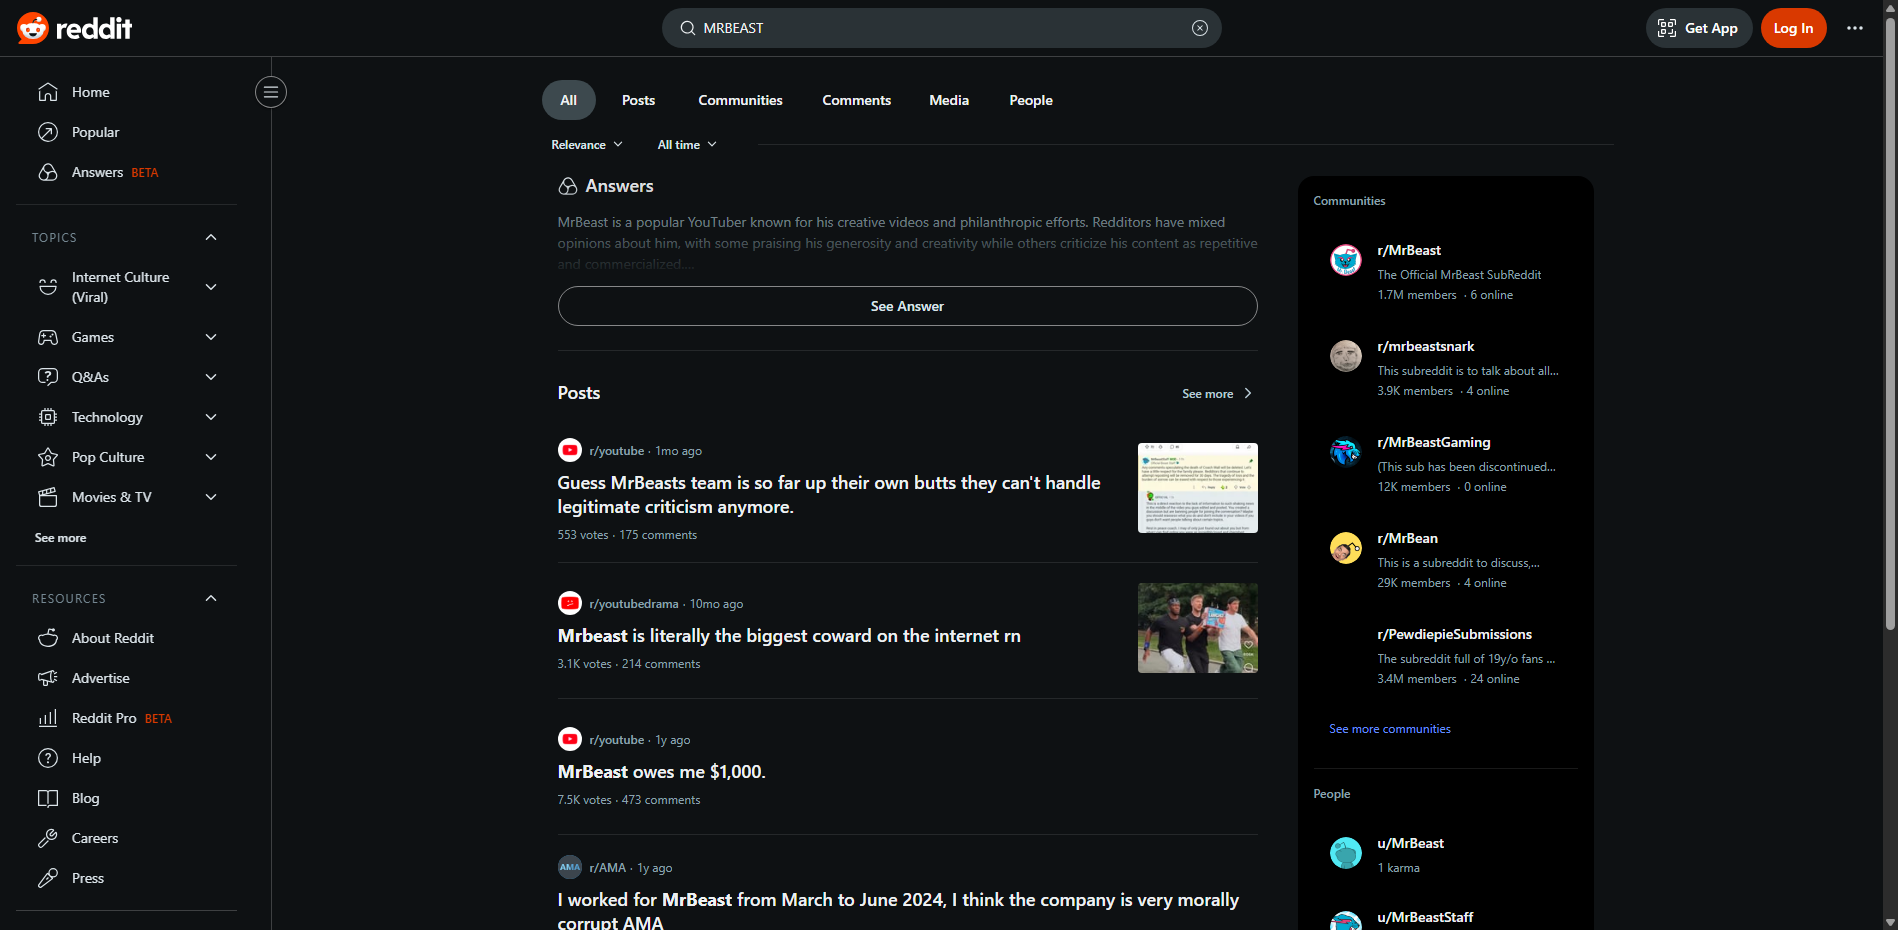 reddit
MRBEAST
Get App
Log In
Home
Popular
Answers BETA
TOPICS
Internet Culture
(Viral)
Games
Q&As
Technology
Pop Culture
Movies & TV
See more
RESOURCES
About Reddit
Advertise
Reddit Pro BETA
Help
Blog
Careers
Press
All
Posts
Communities
Comments
Media
People
Relevance
All time
Answers
MrBeast is a popular YouTuber known for his creative videos and philanthropic efforts. Redditors have mixed
opinions about him, with some praising his generosity and creativity while others criticize his content as repetitive
and commercialized....
See Answer
Posts
See more
r/youtube · 1mo ago
Guess MrBeasts team is so far up their own butts they can't handle
legitimate criticism anymore.
553 votes · 175 comments
r/youtubedrama · 10mo ago
Mrbeast is literally the biggest coward on the internet rn
3.1K votes · 214 comments
r/youtube · 1y ago
MrBeast owes me $1,000.
7.5K votes · 473 comments
AMA
r/AMA · 1y ago
I worked for MrBeast from March to June 2024, I think the company is very morally
corrupt AMA
Communities
r/MrBeast
The Official MrBeast SubReddit
1.7M members · 6 online
r/mrbeastsnark
This subreddit is to talk about all...
3.9K members · 4 online
r/MrBeastGaming
(This sub has been discontinued...
12K members · 0 online
r/MrBean
This is a subreddit to discuss,...
29K members · 4 online
r/PewdiepieSubmissions
The subreddit full of 19y/o fans ...
3.4M members · 24 online
See more communities
People
u/MrBeast
1 karma
u/MrBeastStaff